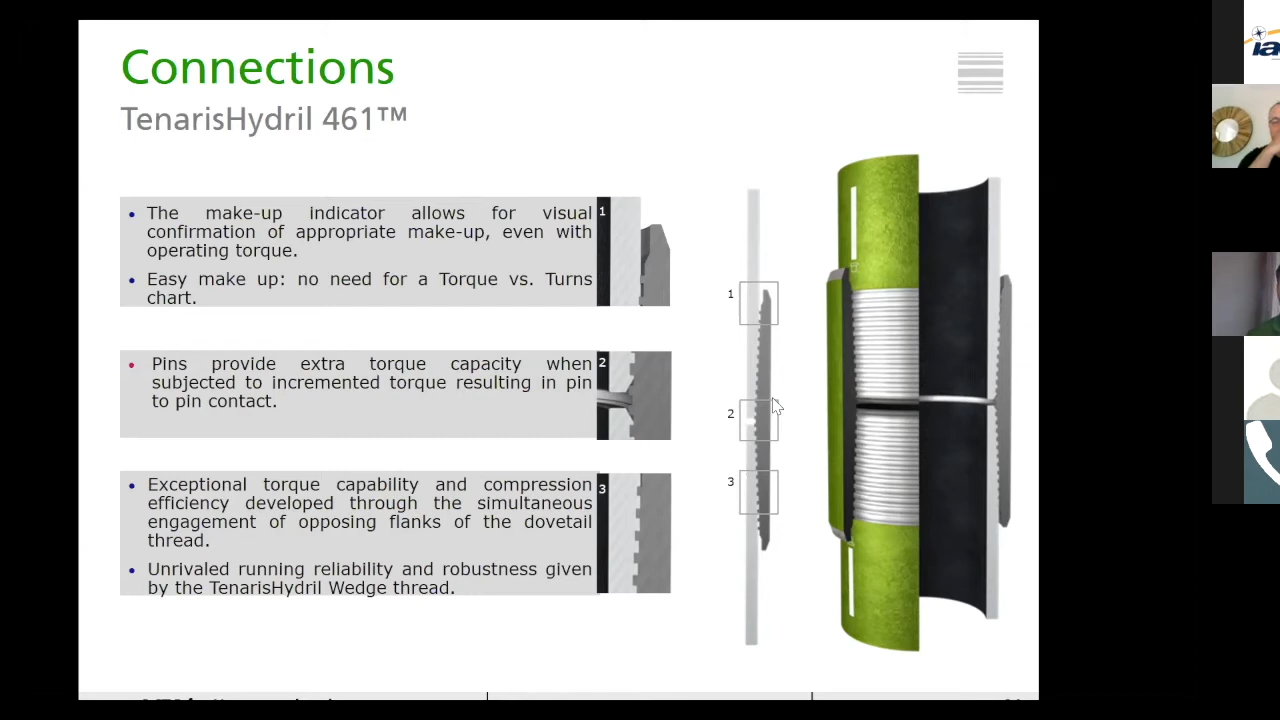 Connections
TenarisHydril 461™
• The make-up indicator allows for visual
confirmation of appropriate make-up, even with
operating torque.
• Easy make up: no need for a Torque vs. Turns
chart.
1
• Pins provide extra torque capacity when
subjected to incremented torque resulting in pin
to pin contact.
2
• Exceptional torque capability and compression
efficiency developed through the simultaneous
engagement of opposing flanks of the dovetail
thread.
• Unrivaled running reliability and robustness given
by the TenarisHydril Wedge thread.
3
1
2
3